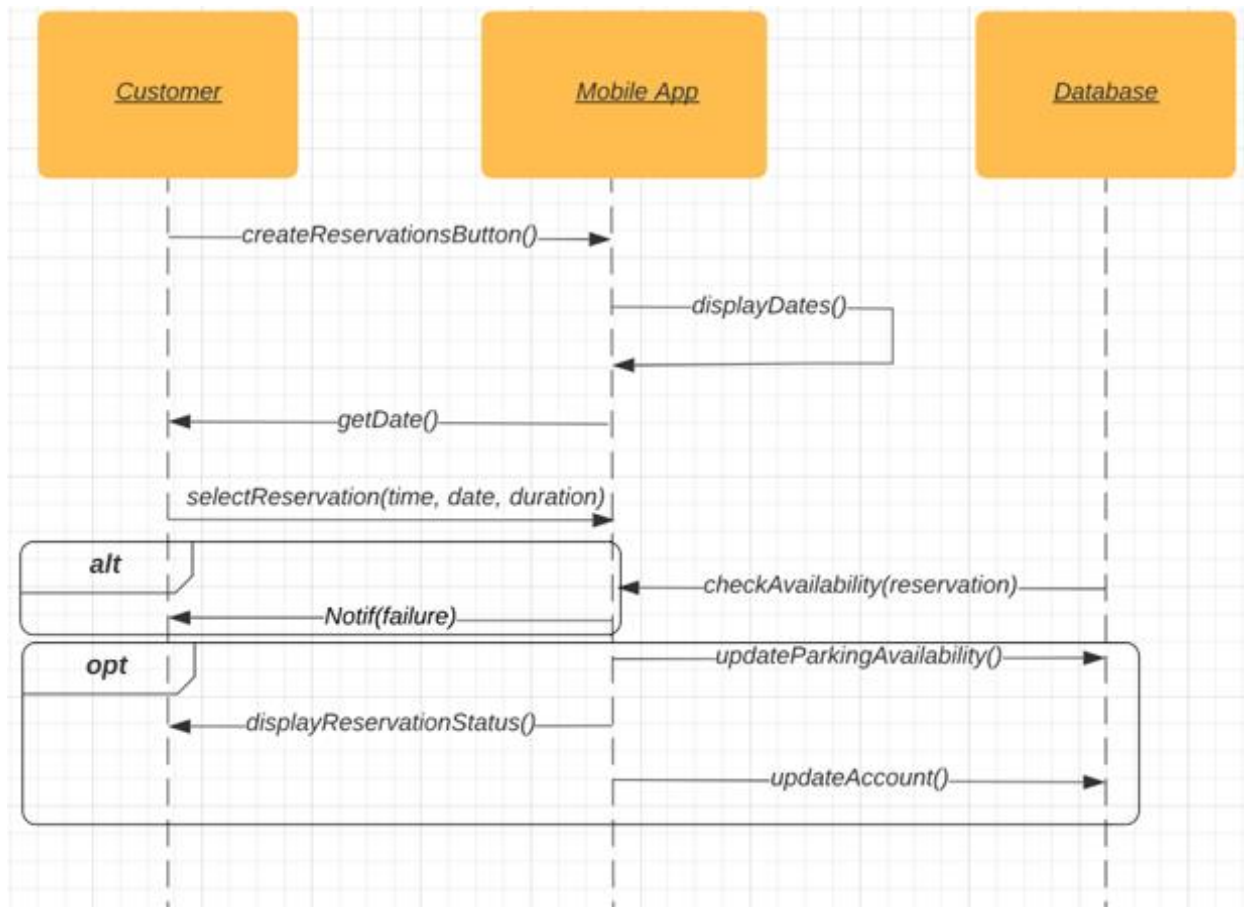 Customer
Mobile App
Database
createReservationsButton()
displayDates()
getDate()
selectReservation(time, date, duration)
alt
checkAvailability(reservation)
Notif(failure)
opt
updateParkingAvailability()
displayReservationStatus()
updateAccount()